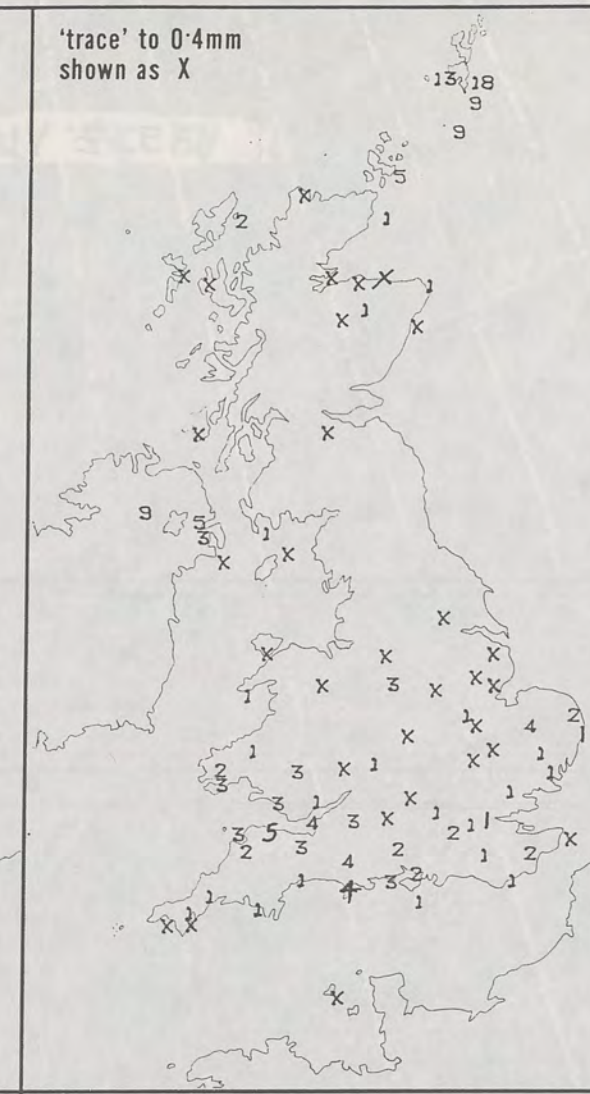 ‘trace’ to 0·4mm
shown as X
13 18
9
9
5
X
2 1
X X X X X
1
1
X X
X X
9 5
3 1
X X
X
X X X
X 3 X X X
1
1 X 4 2
1
X
1 X 1
2 3 X 1 X 1
3
3 1 X 1
4 3 X 1 1 1
3 5 2 X
2 3 2 1 2
4
1 4 3 2 1
1 1 1 1
X X
X